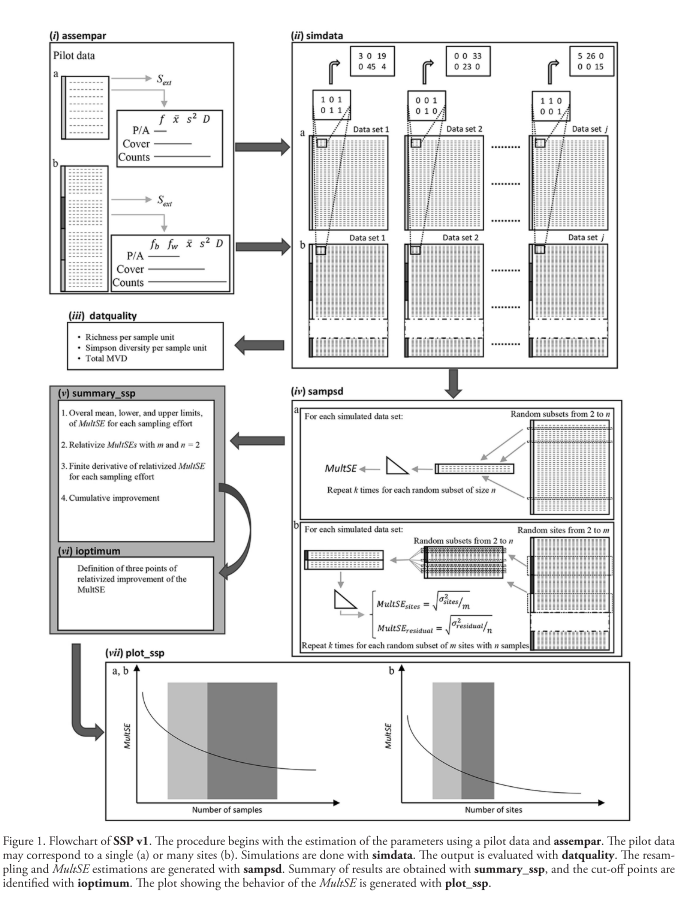 (i) assempar
Pilot data
a
S_ext
f x̄ s² D
P/A
Cover
Counts
b
S_ext
f_b f_w x̄ s² D
P/A
Cover
Counts
(ii) simdata
3 0 19
0 45 4
0 0 33
0 23 0
5 26 0
0 0 15
1 0 1
0 1 1
0 0 1
0 1 0
1 1 0
0 0 1
a
Data set 1
Data set 2
Data set j
b
Data set 1
Data set 2
Data set j
(iii) datquality
• Richness per sample unit
• Simpson diversity per sample unit
• Total MVD
(iv) sampsd
a
For each simulated data set:
Random subsets from 2 to n
MultSE
Repeat k times for each random subset of size n
b
For each simulated data set:
Random subsets from 2 to n
Random sites from 2 to m
MultSE_sites = √σ²_sites/m
MultSE_residual = √σ²_residual/n
Repeat k times for each random subset of m sites with n samples
(v) summary_ssp
1. Overal mean, lower, and upper limits,
of MultSE for each sampling effort
2. Relativize MultSEs with m and n = 2
3. Finite derivative of relativized MultSE
for each sampling effort
4. Cumulative improvement
(vi) ioptimum
Definition of three points of
relativized improvement of the
MultSE
(vii) plot_ssp
a, b
MultSE
Number of samples
b
MultSE
Number of sites
Figure 1. Flowchart of SSP v1. The procedure begins with the estimation of the parameters using a pilot data and assempar. The pilot data
may correspond to a single (a) or many sites (b). Simulations are done with simdata. The output is evaluated with datquality. The resam-
pling and MultSE estimations are generated with sampsd. Summary of results are obtained with summary_ssp, and the cut-off points are
identified with ioptimum. The plot showing the behavior of the MultSE is generated with plot_ssp.